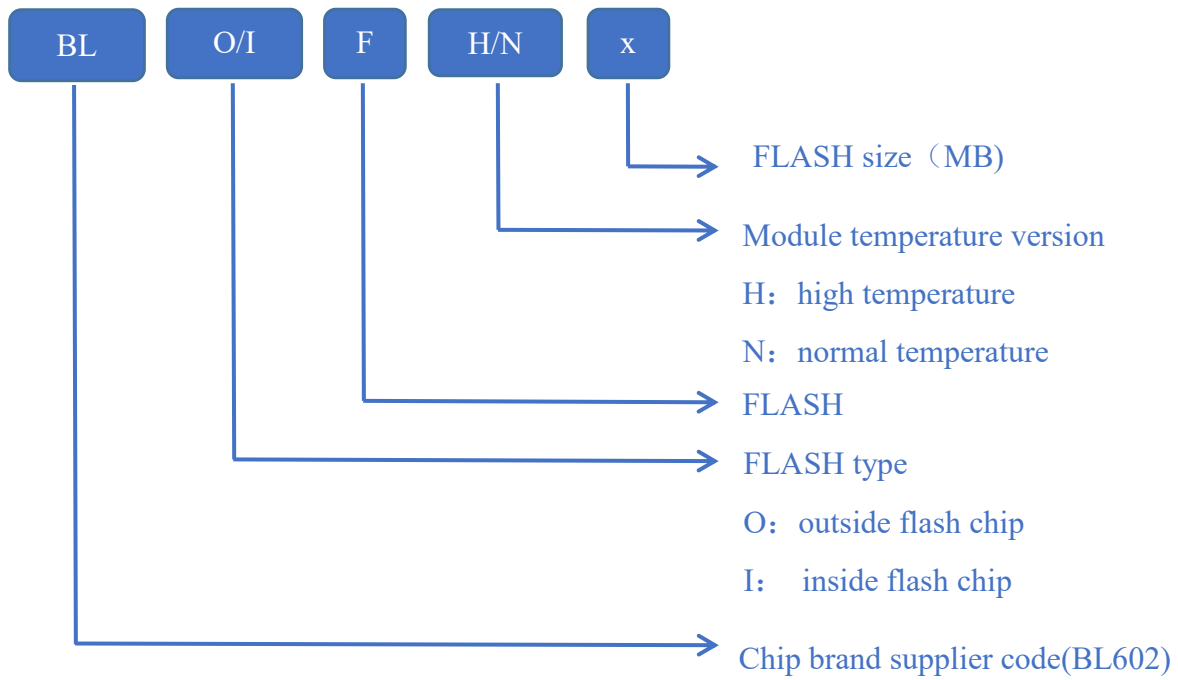 BL O/I F H/N x
FLASH size（MB)
Module temperature version
H：high temperature
N：normal temperature
FLASH
FLASH type
O：outside flash chip
I： inside flash chip
Chip brand supplier code(BL602)